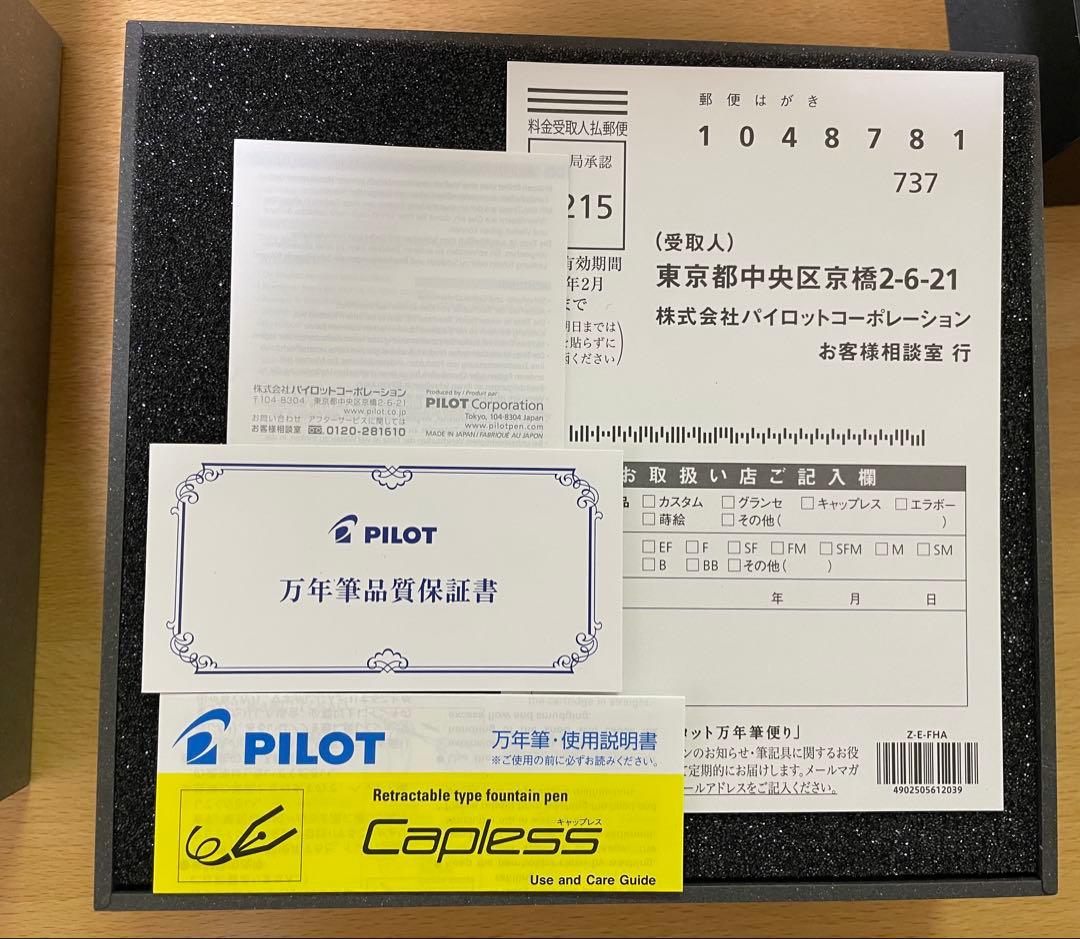 郵便はがき
1048781
737
料金受取人払郵便
局承認
215
有効期間
年2月
まで
明日までは
を貼らずに
ください
(受取人)
東京都中央区京橋2-6-21
株式会社パイロットコーポレーション
お客様相談室 行
お取扱い店ご記入欄
品 □カスタム □グランセ □キャップレス □エラボー
□蒔絵 □その他( )
□EF □F □SF □FM □SFM □M □SM
□B □BB □その他( )
年 月 日
ット万年筆便り」
ンのお知らせ・筆記具に関するお役
て定期的にお届けします。メールマガ
ールアドレスをご記入ください。
Z-E-FHA
4902505612039
株式会社パイロットコーポレーション
〒104-8304 東京都中央区京橋2-6-21
www.pilot.co.jp
お問い合わせ アフターサービスに関しては
お客様相談室 0120-281610
Produced by / Produit par:
PILOT Corporation
Tokyo, 104-8304 Japan
www.pilotpen.com
MADE IN JAPAN / FABRIQUÉ AU JAPON
PILOT
万年筆品質保証書
PILOT
万年筆・使用説明書
※ご使用の前に必ずお読みください。
Retractable type fountain pen
キャップレス
Capless
Use and Care Guide